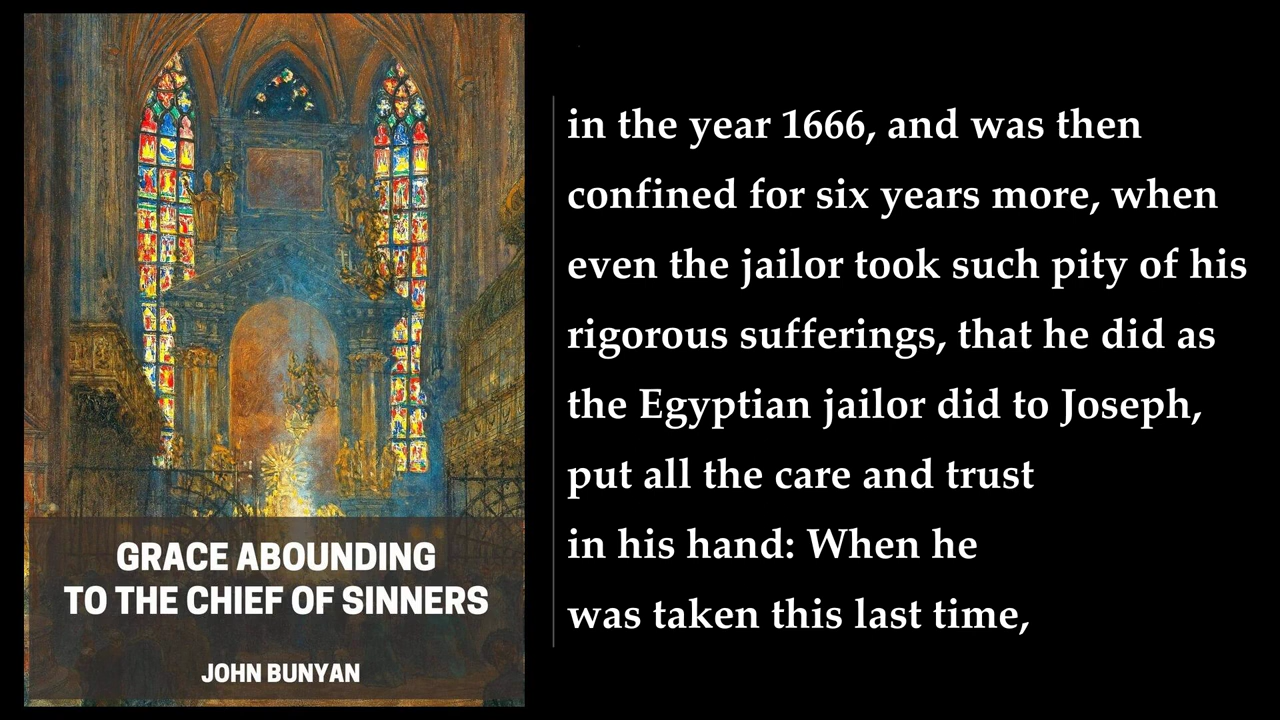 GRACE ABOUNDING
TO THE CHIEF OF SINNERS
JOHN BUNYAN
in the year 1666, and was then
confined for six years more, when
even the jailor took such pity of his
rigorous sufferings, that he did as
the Egyptian jailor did to Joseph,
put all the care and trust
in his hand: When he
was taken this last time,